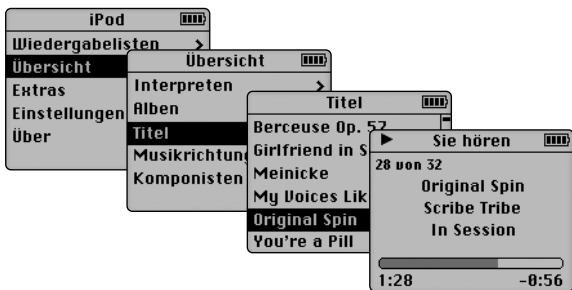 iPod
Wiedergabelisten
Übersicht
Extras
Einstellungen
Über
Übersicht
Interpreten
Alben
Titel
Musikrichtung
Komponisten
Titel
Berceuse Op. 57
Girlfriend in S
Meinicke
My Voices Lik
Original Spin
You're a Pill
Sie hören
28 von 32
Original Spin
Scribe Tribe
In Session
1:28 -0:56